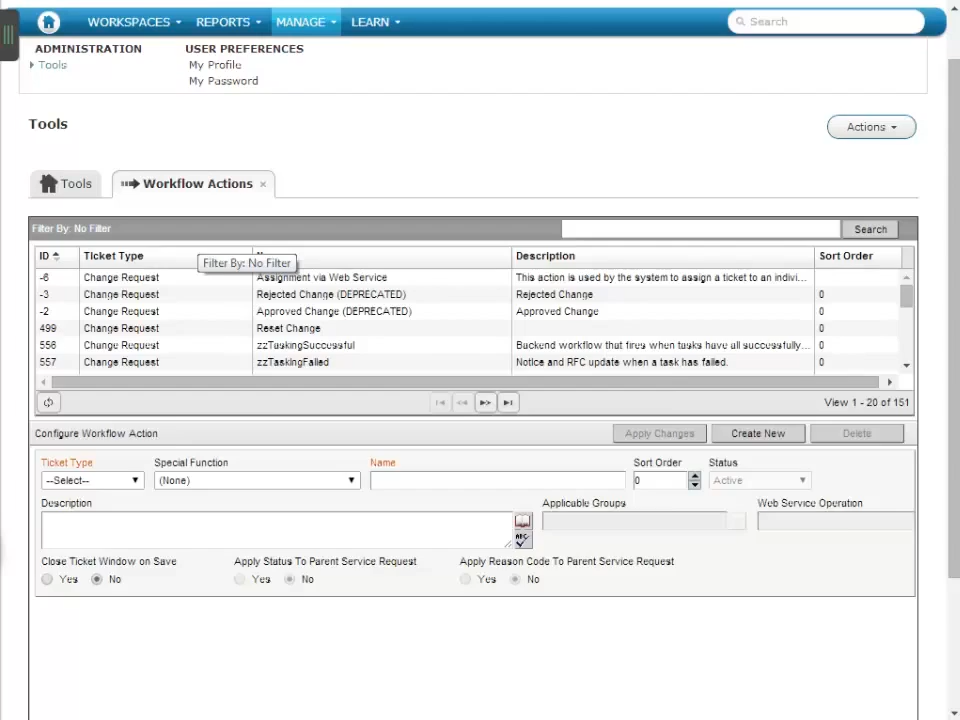 WORKSPACES REPORTS MANAGE LEARN Search
ADMINISTRATION USER PREFERENCES
Tools My Profile
My Password
Tools
Actions
Tools Workflow Actions ×
Filter By: No Filter Search
ID Ticket Type Description Sort Order
Filter By: No Filter
-6 Change Request Assignment via Web Service This action is used by the system to assign a ticket to an indivi...
-3 Change Request Rejected Change (DEPRECATED) Rejected Change 0
-2 Change Request Approved Change (DEPRECATED) Approved Change 0
499 Change Request Reset Change 0
556 Change Request zzTaskingSuccessful Backend workflow that fires when tasks have all successfully... 0
557 Change Request zzTaskingFailed Notice and RFC update when a task has failed. 0
View 1 - 20 of 151
Configure Workflow Action Apply Changes Create New Delete
Ticket Type Special Function Name Sort Order Status
--Select-- (None) 0 Active
Description Applicable Groups Web Service Operation
ABC
Close Ticket Window on Save Apply Status To Parent Service Request Apply Reason Code To Parent Service Request
Yes No Yes No Yes No